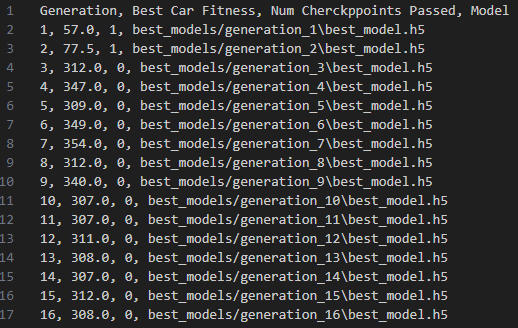 1 Generation, Best Car Fitness, Num Cherckppoints Passed, Model
2 1, 57.0, 1, best_models/generation_1\best_model.h5
3 2, 77.5, 1, best_models/generation_2\best_model.h5
4 3, 312.0, 0, best_models/generation_3\best_model.h5
5 4, 347.0, 0, best_models/generation_4\best_model.h5
6 5, 309.0, 0, best_models/generation_5\best_model.h5
7 6, 349.0, 0, best_models/generation_6\best_model.h5
8 7, 354.0, 0, best_models/generation_7\best_model.h5
9 8, 312.0, 0, best_models/generation_8\best_model.h5
10 9, 340.0, 0, best_models/generation_9\best_model.h5
11 10, 307.0, 0, best_models/generation_10\best_model.h5
12 11, 307.0, 0, best_models/generation_11\best_model.h5
13 12, 311.0, 0, best_models/generation_12\best_model.h5
14 13, 308.0, 0, best_models/generation_13\best_model.h5
15 14, 307.0, 0, best_models/generation_14\best_model.h5
16 15, 312.0, 0, best_models/generation_15\best_model.h5
17 16, 308.0, 0, best_models/generation_16\best_model.h5